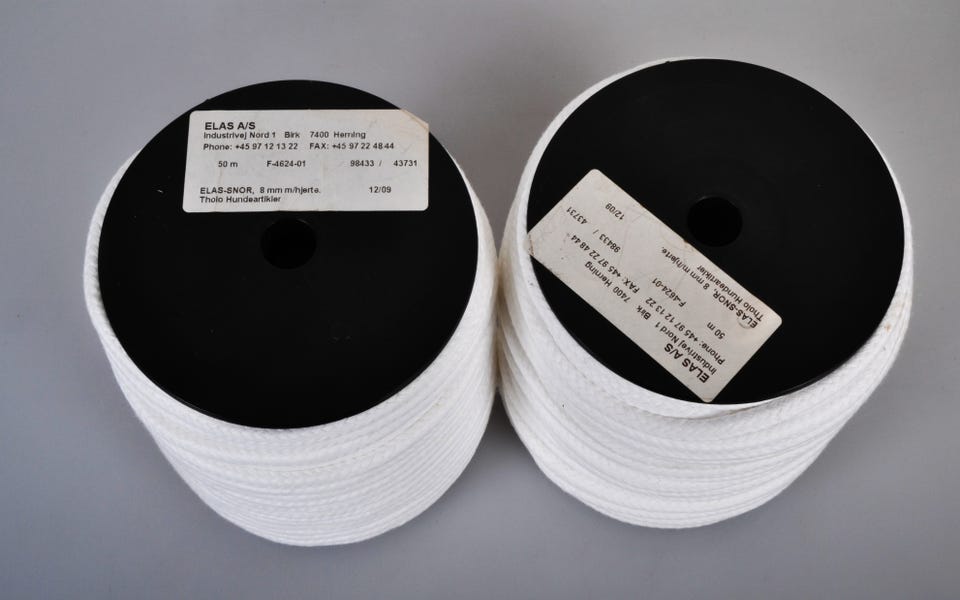 ELAS A/S
Industrivej Nord 1 Birk 7400 Herning
Phone: +45 97 12 13 22 FAX: +45 97 22 48 44
50 m F-4624-01 98433 / 43731
ELAS-SNOR, 8 mm m/hjerte. 12/09
Tholo Hundeartikler
ELAS A/S
Industrivej Nord 1 Birk 7400 Herning
Phone: +45 97 12 13 22 FAX: +45 97 22 48 44
50 m F-4624-01 98433 / 43731
ELAS-SNOR, 8 mm m/hjerte. 12/09
Tholo Hundeartikler